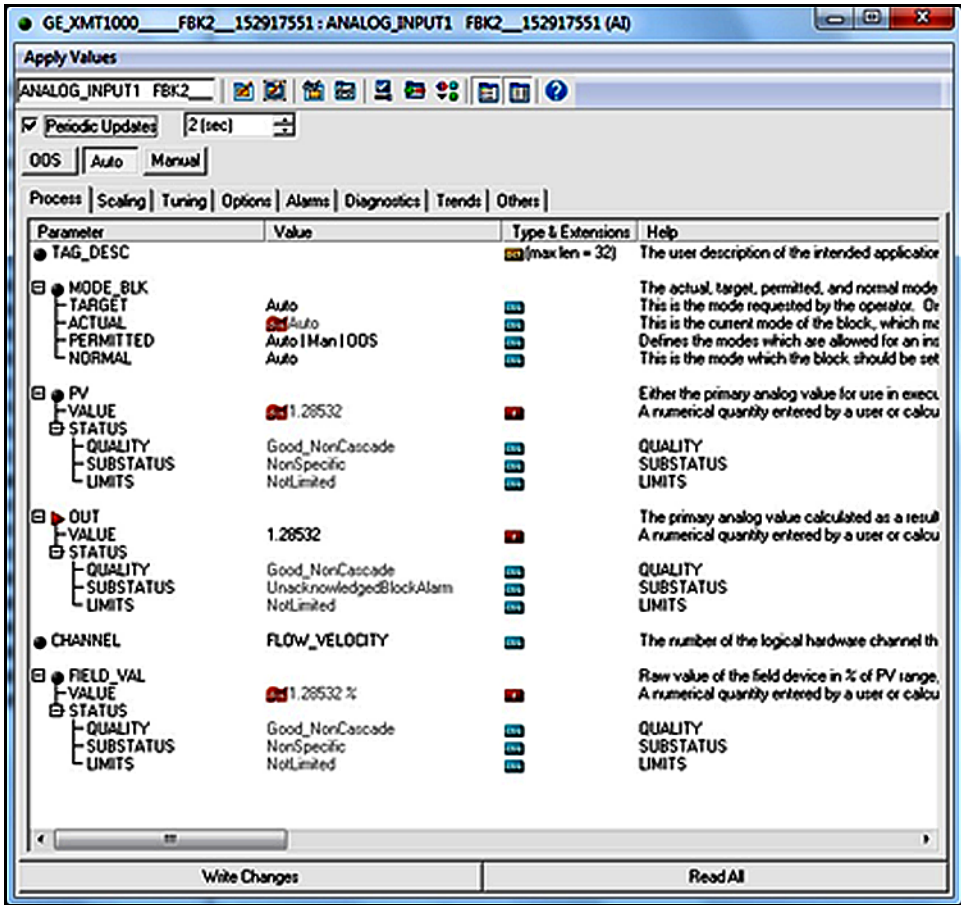 GE_XMT1000_____FBK2__152917551 : ANALOG_INPUT1   FBK2__152917551 (AI)
Apply Values
ANALOG_INPUT1   FBK2__
Periodic Updates 2 (sec)
OOS Auto Manual
Process Scaling Tuning Options Alarms Diagnostics Trends Others
Parameter Value Type & Extensions Help
TAG_DESC (max len = 32) The user description of the intended application
MODE_BLK The actual, target, permitted, and normal mode
TARGET Auto This is the mode requested by the operator. Or
ACTUAL Auto This is the current mode of the block, which ma
PERMITTED Auto | Man | OOS Defines the modes which are allowed for an ins
NORMAL Auto This is the mode which the block should be set
PV Either the primary analog value for use in execu
VALUE 1.28532 A numerical quantity entered by a user or calcu
STATUS
QUALITY Good_NonCascade QUALITY
SUBSTATUS NonSpecific SUBSTATUS
LIMITS NotLimited LIMITS
OUT The primary analog value calculated as a result
VALUE 1.28532 A numerical quantity entered by a user or calcu
STATUS
QUALITY Good_NonCascade QUALITY
SUBSTATUS UnacknowledgedBlockAlarm SUBSTATUS
LIMITS NotLimited LIMITS
CHANNEL FLOW_VELOCITY The number of the logical hardware channel th
FIELD_VAL Raw value of the field device in % of PV range,
VALUE 1.28532 % A numerical quantity entered by a user or calcu
STATUS
QUALITY Good_NonCascade QUALITY
SUBSTATUS NonSpecific SUBSTATUS
LIMITS NotLimited LIMITS
Write Changes Read All